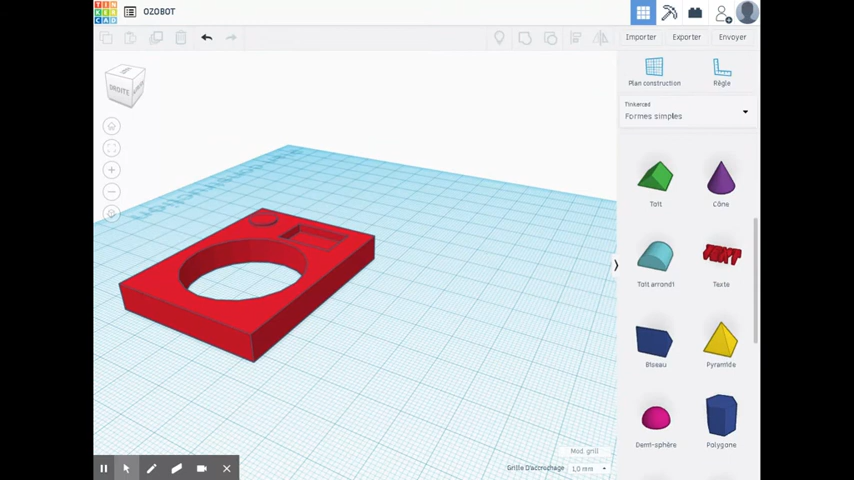 TIN
KER
CAD
OZOBOT
Importer
Exporter
Envoyer
DROITE
Plan construction
Règle
Tinkercad
Formes simples
Toit
Cône
TEXT
Toit arrondi
Texte
Biseau
Pyramide
Demi-sphère
Polygone
Mod. grill
Grille D'accrochage
1,0 mm